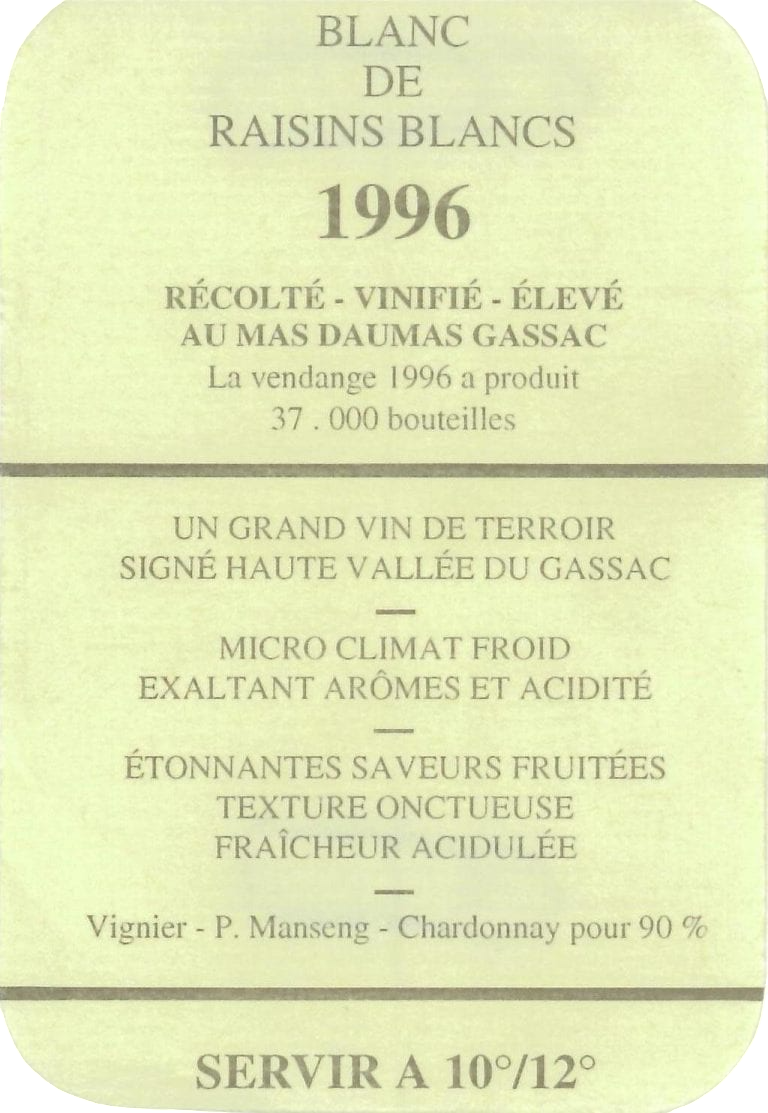 BLANC
DE
RAISINS BLANCS
1996
RÉCOLTÉ - VINIFIÉ - ÉLEVÉ
AU MAS DAUMAS GASSAC
La vendange 1996 a produit
37 . 000 bouteilles
UN GRAND VIN DE TERROIR
SIGNÉ HAUTE VALLÉE DU GASSAC
MICRO CLIMAT FROID
EXALTANT ARÔMES ET ACIDITÉ
ÉTONNANTES SAVEURS FRUITÉES
TEXTURE ONCTUEUSE
FRAÎCHEUR ACIDULÉE
Vignier - P. Manseng - Chardonnay pour 90 %
SERVIR A 10°/12°